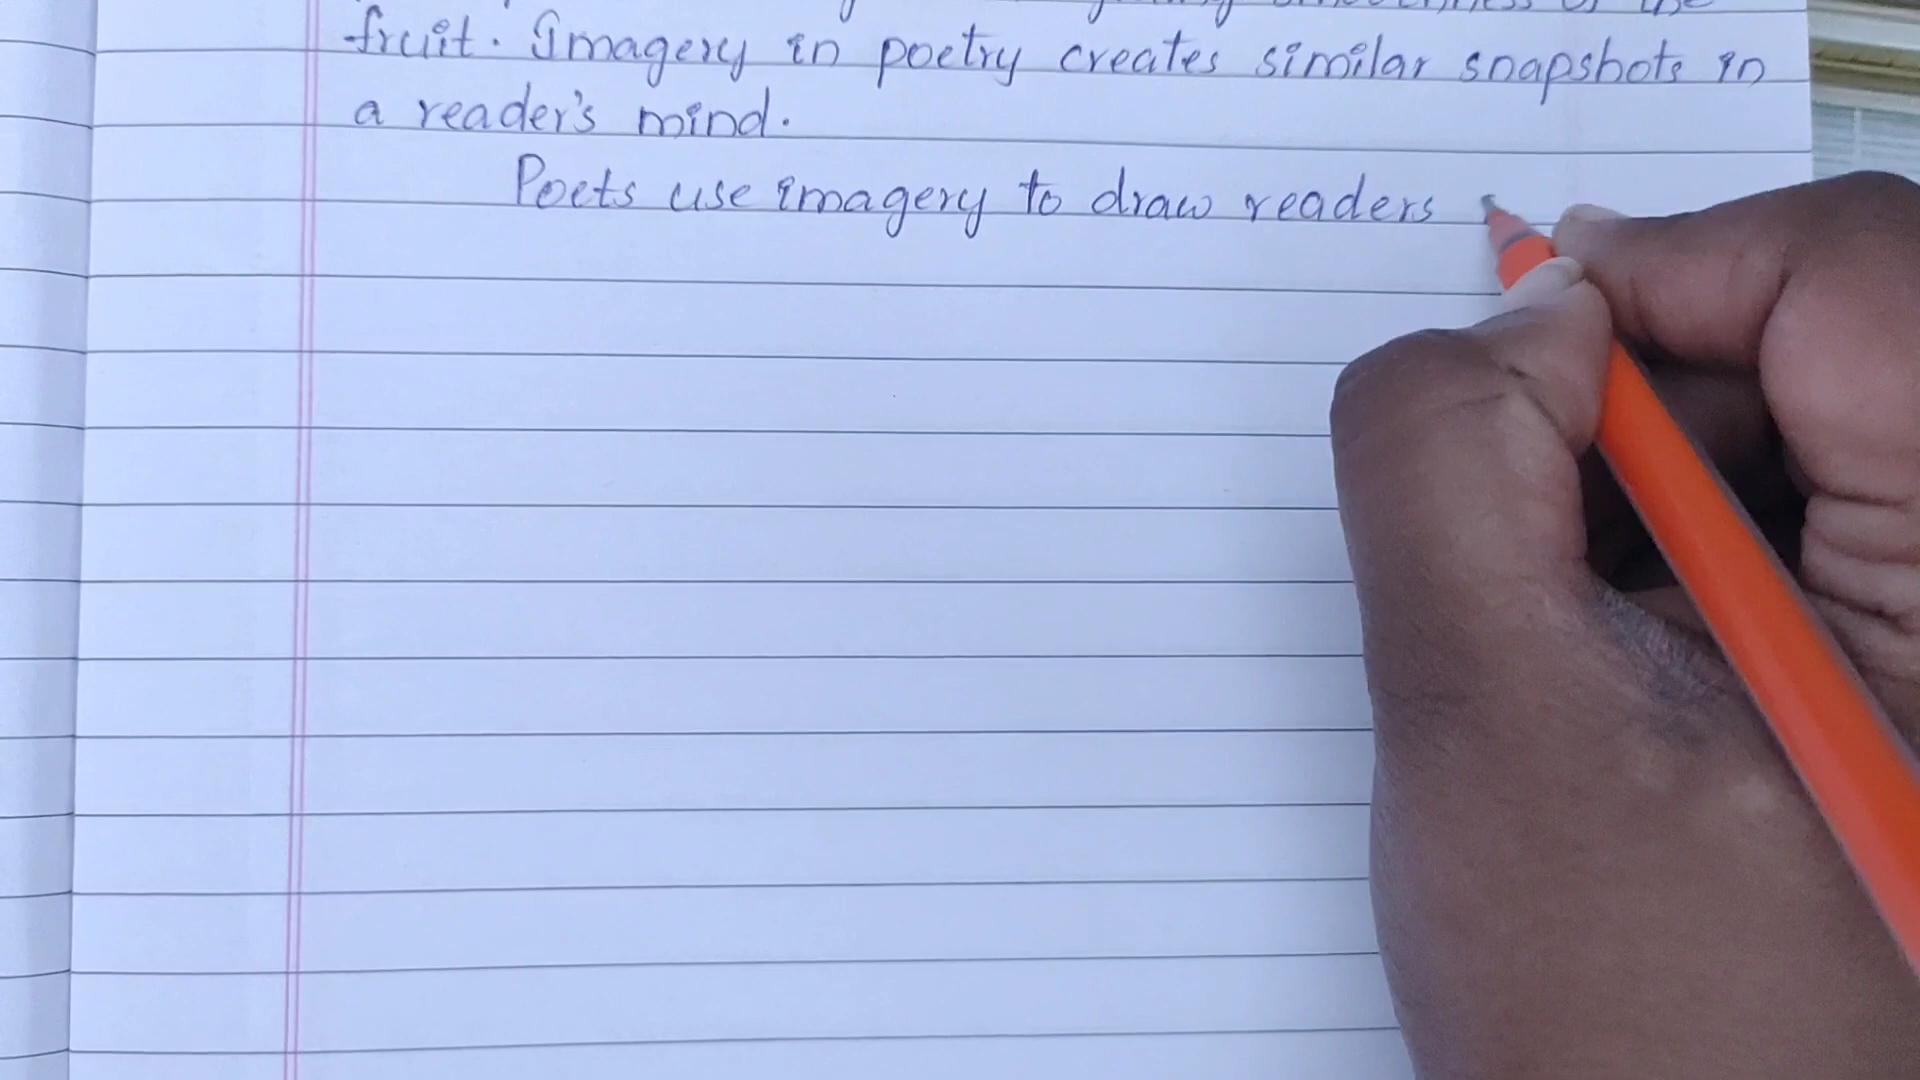 fruit. Imagery in poetry creates similar snapshots in
a reader's mind.
Poets use imagery to draw readers